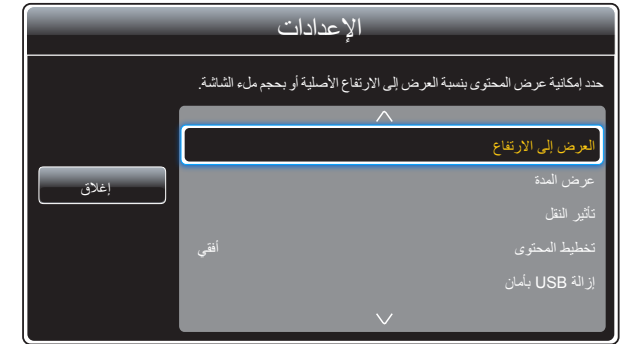 الإعدادات
حدد إمكانية عرض المحتوى بنسبة العرض إلى الارتفاع الأصلية أو بحجم ملء الشاشة.
العرض إلى الارتفاع
عرض المدة
تأثير النقل
تخطيط المحتوى أفقي
إزالة USB بأمان
إغلاق